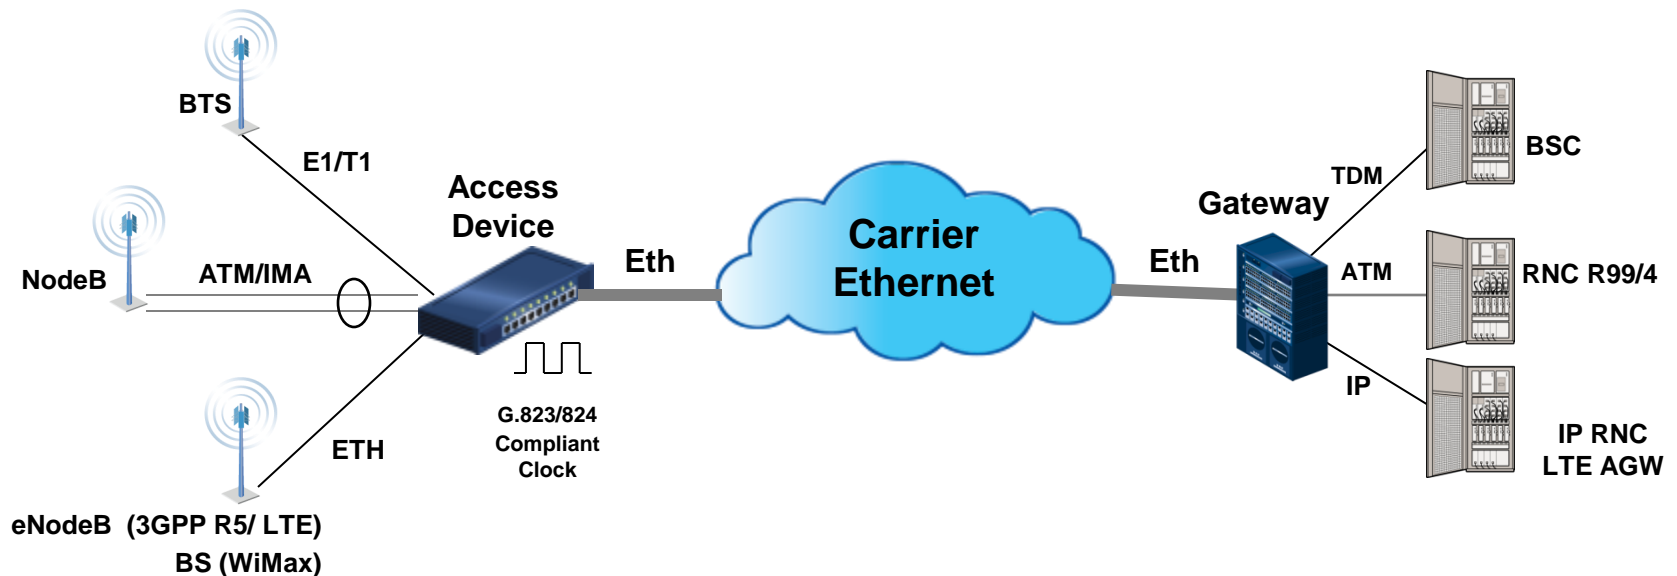 BTS
E1/T1
NodeB
ATM/IMA
ETH
eNodeB (3GPP R5/ LTE)
BS (WiMax)
Access
Device
G.823/824
Compliant
Clock
Eth
Carrier
Ethernet
Eth
Gateway
TDM
ATM
IP
BSC
RNC R99/4
IP RNC
LTE AGW